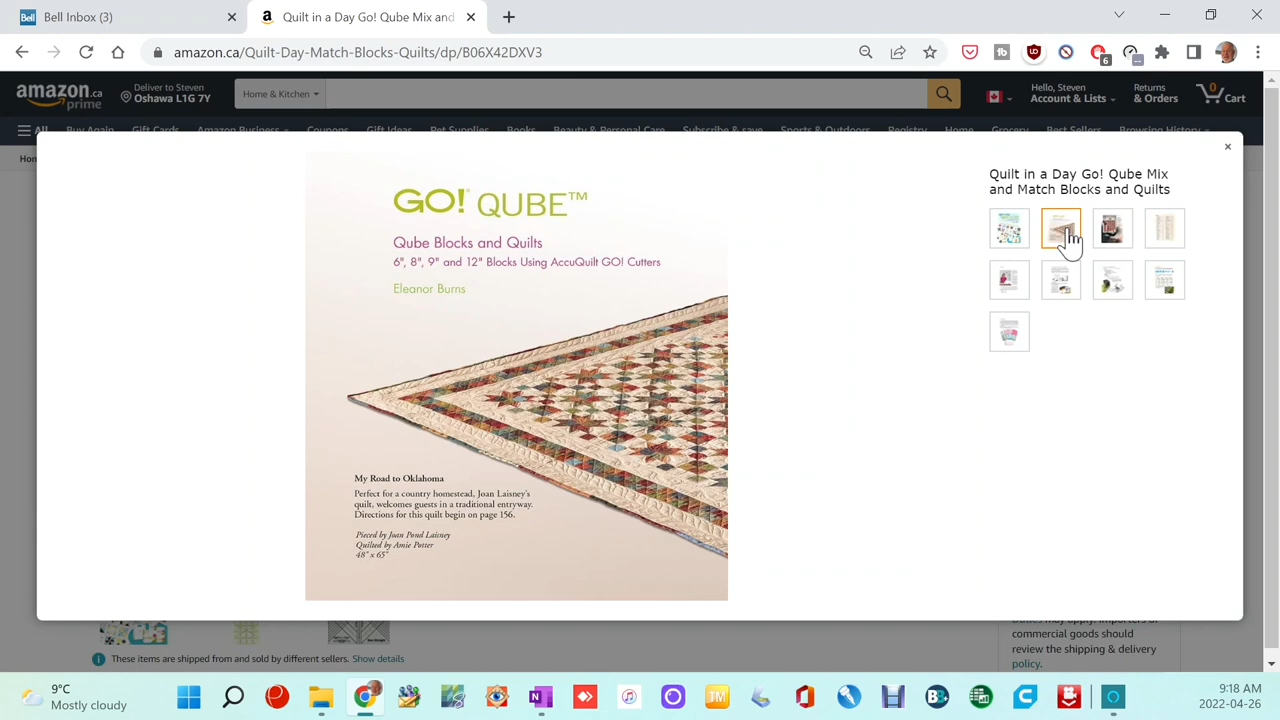 Bell
Bell Inbox (3)
Quilt in a Day Go! Qube Mix and
amazon.ca/Quilt-Day-Match-Blocks-Quilts/dp/B06X42DXV3
6
amazon.ca
prime
Deliver to Steven
Oshawa L1G 7Y
Home & Kitchen
Hello, Steven
Account & Lists
Returns
& Orders
0
Cart
All
Buy Again
Gift Cards
Amazon Business
Coupons
Gift Ideas
Pet Supplies
Books
Beauty & Personal Care
Subscribe & save
Sports & Outdoors
Registry
Home
Grocery
Best Sellers
Browsing History
Hom
Quilt in a Day Go! Qube Mix
and Match Blocks and Quilts
GO! QUBE™
Qube Blocks and Quilts
6", 8", 9" and 12" Blocks Using AccuQuilt GO! Cutters
Eleanor Burns
My Road to Oklahoma
Perfect for a country homestead, Joan Laisney's
quilt, welcomes guests in a traditional entryway.
Directions for this quilt begin on page 156.
Pieced by Joan Pond Laisney
Quilted by Amie Potter
48" x 65"
Duties may apply. Importers of
commercial goods should
review the shipping & delivery
policy.
These items are shipped from and sold by different sellers. Show details
9°C
Mostly cloudy
TM
9:18 AM
2022-04-26